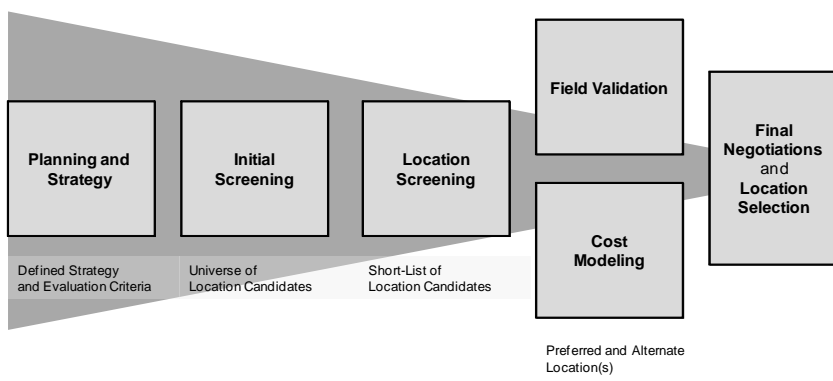 Planning and
Strategy
Initial
Screening
Location
Screening
Field Validation
Cost
Modeling
Final
Negotiations
and
Location
Selection
Defined Strategy
and Evaluation Criteria
Universe of
Location Candidates
Short-List of
Location Candidates
Preferred and Alternate
Location(s)